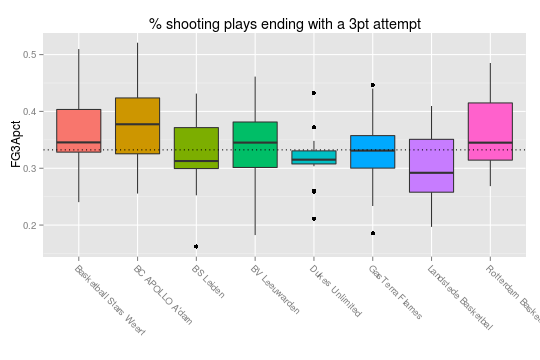 % shooting plays ending with a 3pt attempt
FG3Apct
0.5
0.4
0.3
0.2
Basketball Stars Weert
BC APOLLO A'dam
BS Leiden
BV Leeuwarden
Dukes Unlimited
GasTerra Flames
Landstede Basketbal
Rotterdam Baske